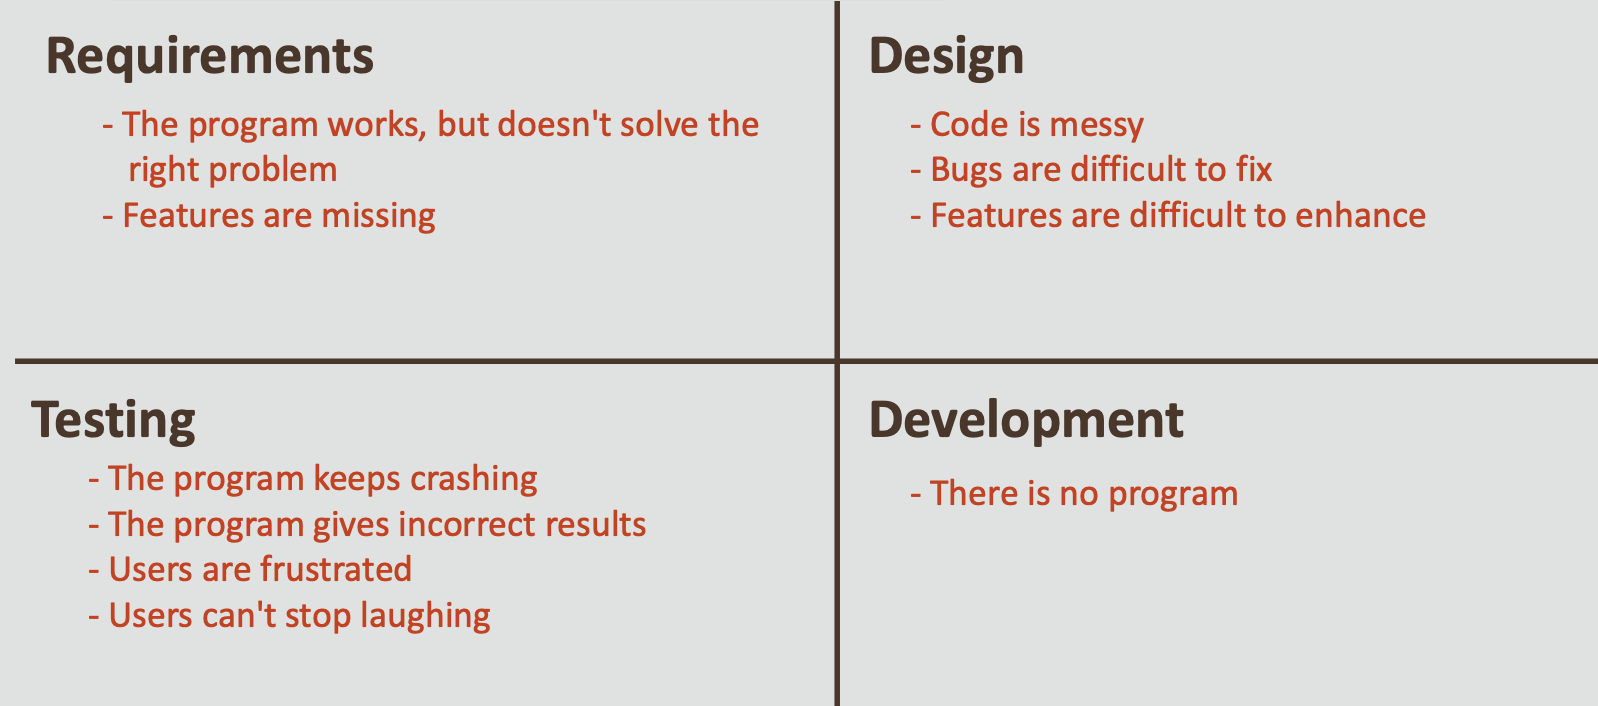 Requirements
- The program works, but doesn't solve the
right problem
- Features are missing
Design
- Code is messy
- Bugs are difficult to fix
- Features are difficult to enhance
Testing
- The program keeps crashing
- The program gives incorrect results
- Users are frustrated
- Users can't stop laughing
Development
- There is no program